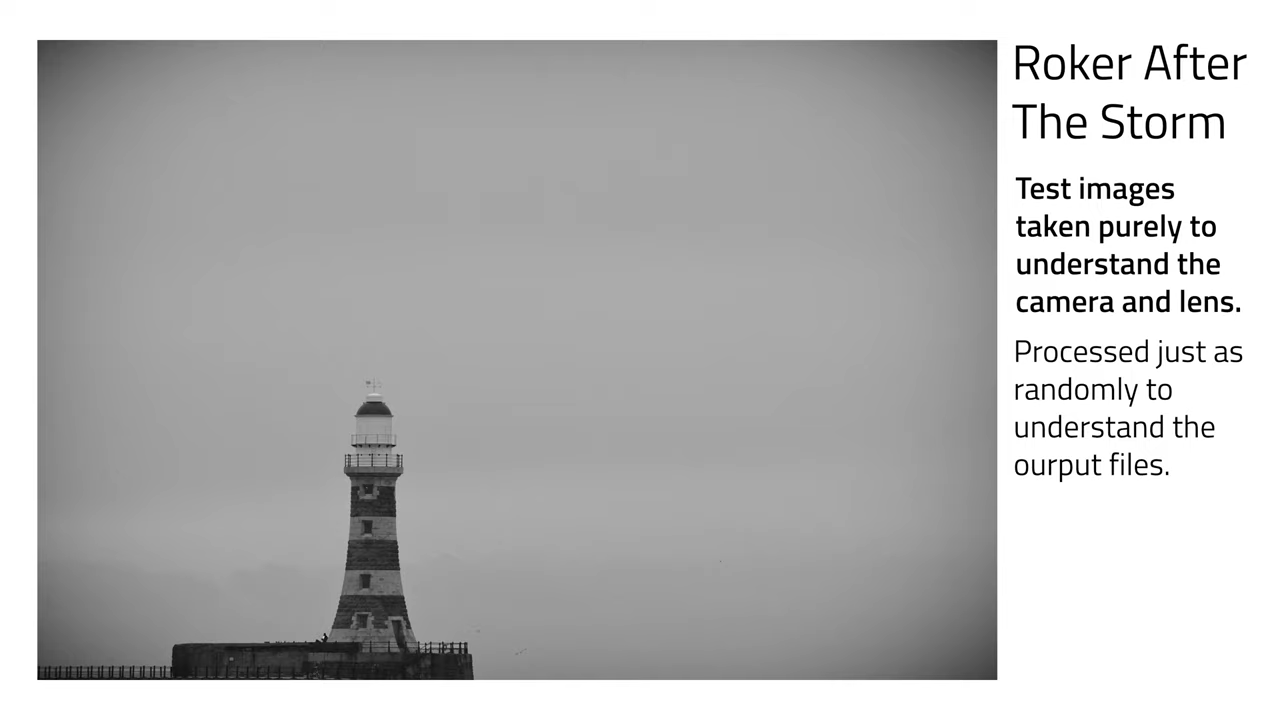 Roker After
The Storm
Test images
taken purely to
understand the
camera and lens.
Processed just as
randomly to
understand the
ourput files.